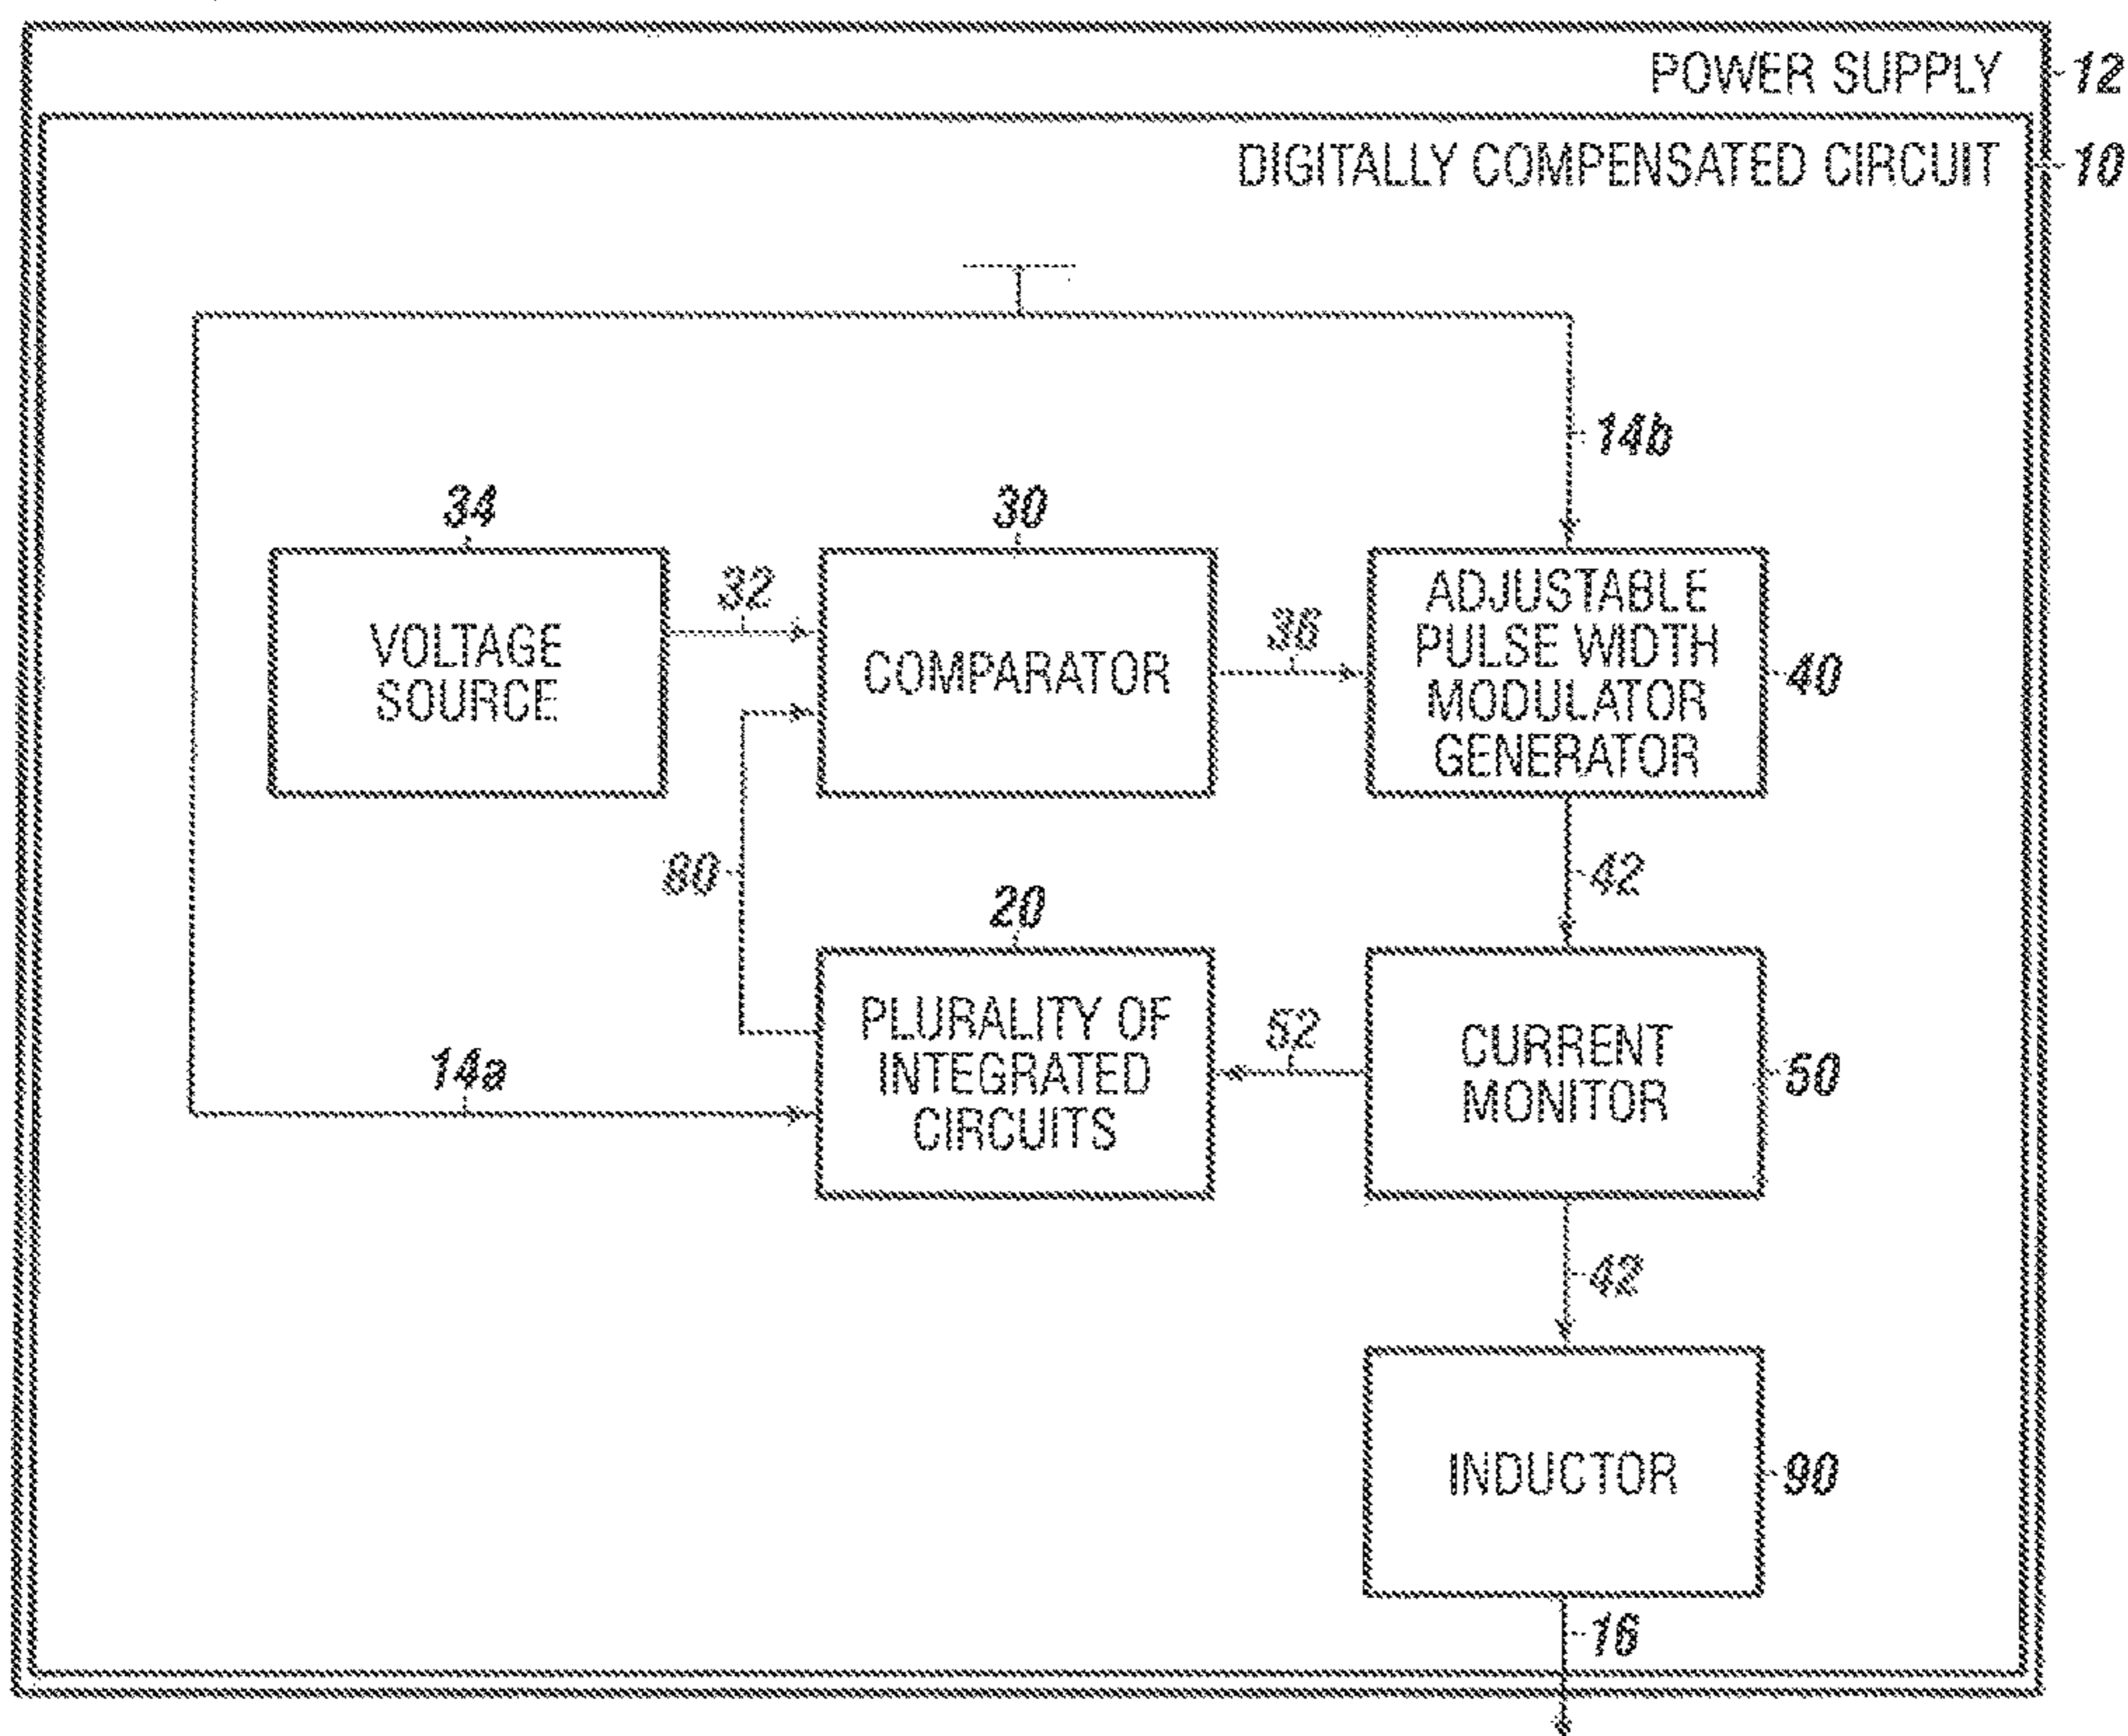 POWER SUPPLY
12
DIGITALLY COMPENSATED CIRCUIT
10
14b
34
30
VOLTAGE
SOURCE
32
COMPARATOR
36
ADJUSTABLE
PULSE WIDTH
MODULATOR
GENERATOR
40
80
42
20
PLURALITY OF
INTEGRATED
CIRCUITS
14a
52
CURRENT
MONITOR
50
42
INDUCTOR
90
16